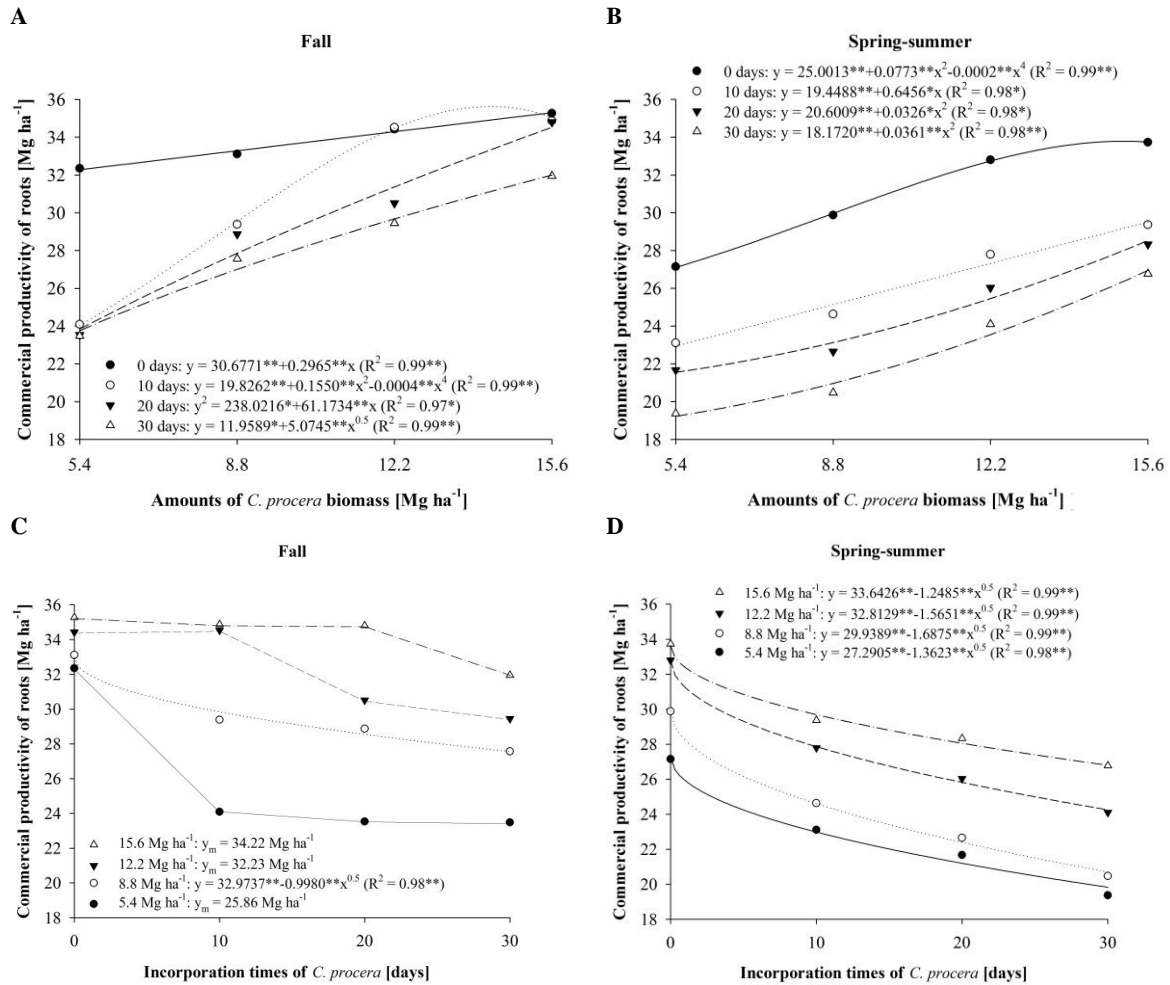 A
Fall
Commercial productivity of roots [Mg ha⁻¹]
36
34
32
30
28
26
24
22
20
18
0 days: y = 30.6771**+0.2965**x (R² = 0.99**)
10 days: y = 19.8262**+0.1550**x²-0.0004**x⁴ (R² = 0.99**)
20 days: y² = 238.0216*+61.1734**x (R² = 0.97*)
30 days: y = 11.9589*+5.0745**x⁰·⁵ (R² = 0.99**)
5.4 8.8 12.2 15.6
Amounts of C. procera biomass [Mg ha⁻¹]
B
Spring-summer
0 days: y = 25.0013**+0.0773**x²-0.0002**x⁴ (R² = 0.99**)
10 days: y = 19.4488**+0.6456*x (R² = 0.98*)
20 days: y = 20.6009**+0.0326*x² (R² = 0.98*)
30 days: y = 18.1720**+0.0361**x² (R² = 0.98**)
Commercial productivity of roots [Mg ha⁻¹]
36
34
32
30
28
26
24
22
20
18
5.4 8.8 12.2 15.6
Amounts of C. procera biomass [Mg ha⁻¹]
C
Fall
Commercial productivity of roots [Mg ha⁻¹]
36
34
32
30
28
26
24
22
20
18
15.6 Mg ha⁻¹: yₘ = 34.22 Mg ha⁻¹
12.2 Mg ha⁻¹: yₘ = 32.23 Mg ha⁻¹
8.8 Mg ha⁻¹: y = 32.9737**-0.9980**x⁰·⁵ (R² = 0.98**)
5.4 Mg ha⁻¹: yₘ = 25.86 Mg ha⁻¹
0 10 20 30
Incorporation times of C. procera [days]
D
Spring-summer
15.6 Mg ha⁻¹: y = 33.6426**-1.2485**x⁰·⁵ (R² = 0.99**)
12.2 Mg ha⁻¹: y = 32.8129**-1.5651**x⁰·⁵ (R² = 0.99**)
8.8 Mg ha⁻¹: y = 29.9389**-1.6875**x⁰·⁵ (R² = 0.99**)
5.4 Mg ha⁻¹: y = 27.2905**-1.3623**x⁰·⁵ (R² = 0.98**)
Commercial productivity of roots [Mg ha⁻¹]
36
34
32
30
28
26
24
22
20
18
0 10 20 30
Incorporation times of C. procera [days]